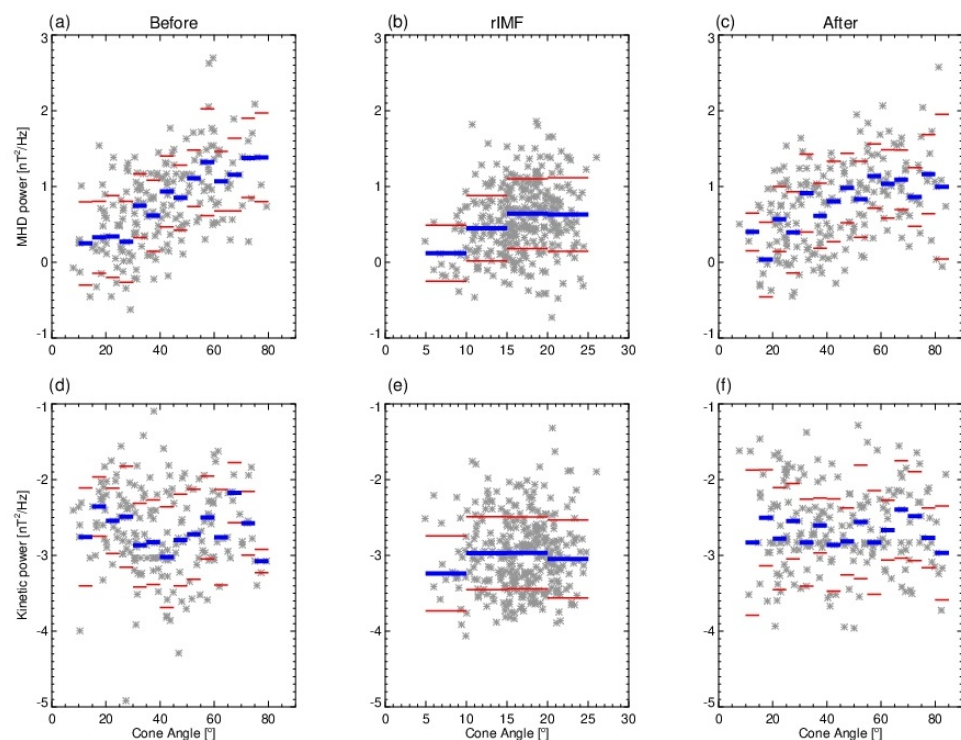 (a) Before (b) rIMF (c) After
3 3 3
2 2 2
1 1 1
0 0 0
-1 -1 -1
MHD power [nT²/Hz]
0 20 40 60 80 0 5 10 15 20 25 30 0 20 40 60 80
(d) (e) (f)
-1 -1 -1
-2 -2 -2
-3 -3 -3
-4 -4 -4
-5 -5 -5
Kinetic power [nT²/Hz]
0 20 40 60 80 0 5 10 15 20 25 30 0 20 40 60 80
Cone Angle [°] Cone Angle [°] Cone Angle [°]